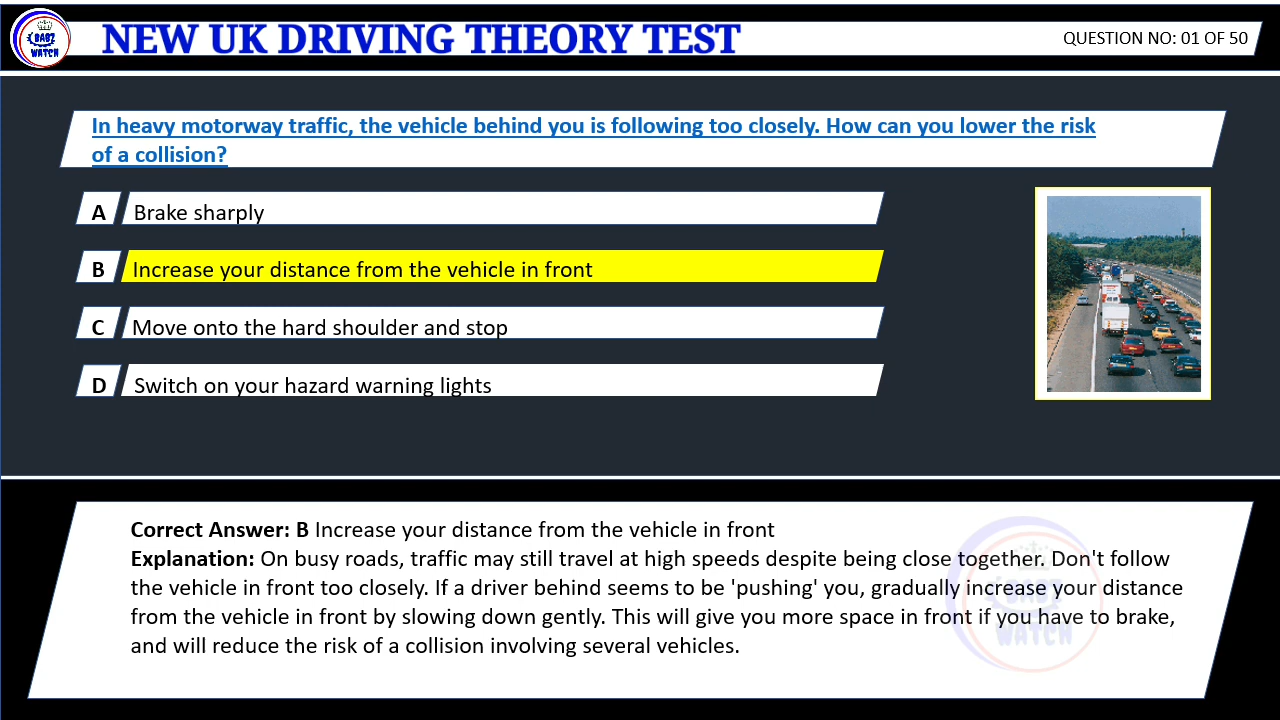 BABZ
WATCH
NEW UK DRIVING THEORY TEST
QUESTION NO: 01 OF 50
In heavy motorway traffic, the vehicle behind you is following too closely. How can you lower the risk
of a collision?
A Brake sharply
B Increase your distance from the vehicle in front
C Move onto the hard shoulder and stop
D Switch on your hazard warning lights
Correct Answer: B Increase your distance from the vehicle in front
Explanation: On busy roads, traffic may still travel at high speeds despite being close together. Don't follow
the vehicle in front too closely. If a driver behind seems to be 'pushing' you, gradually increase your distance
from the vehicle in front by slowing down gently. This will give you more space in front if you have to brake,
and will reduce the risk of a collision involving several vehicles.
BABZ
WATCH